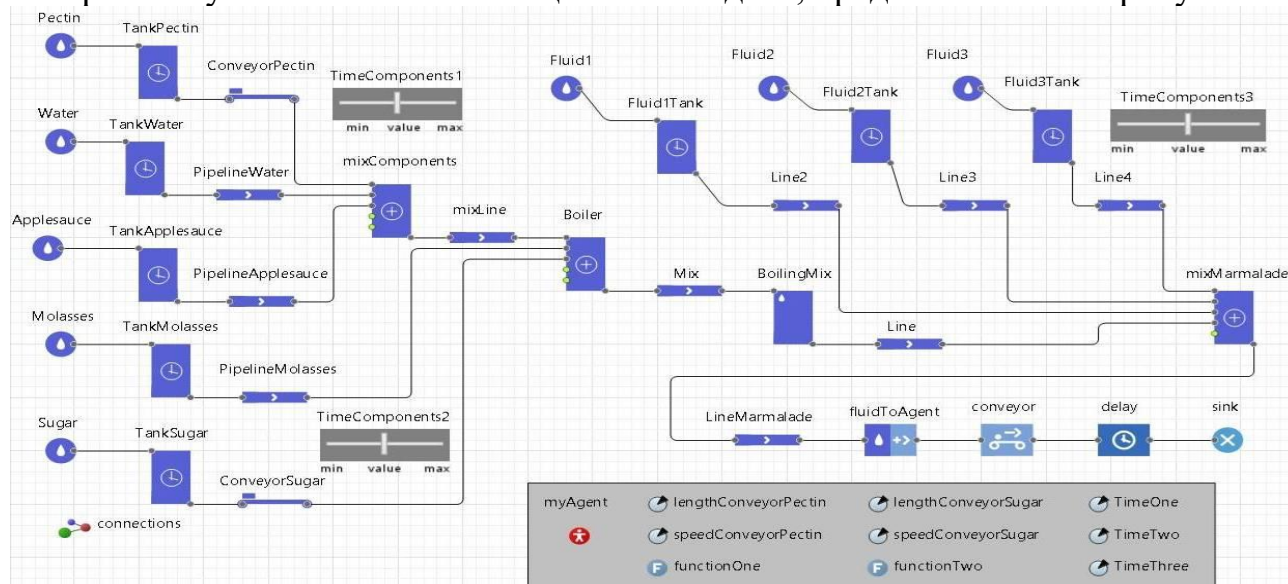 Pectin
TankPectin
ConveyorPectin
TimeComponents1
min value max
Water
TankWater
PipelineWater
mixComponents
Applesauce
TankApplesauce
PipelineApplesauce
mixLine
Boiler
Molasses
TankMolasses
PipelineMolasses
Sugar
TankSugar
TimeComponents2
min value max
ConveyorSugar
connections
Fluid1
Fluid1Tank
Line2
Fluid2
Fluid2Tank
Line3
Fluid3
Fluid3Tank
Line4
TimeComponents3
min value max
Mix
BoilingMix
Line
mixMarmalade
LineMarmalade
fluidToAgent
conveyor
delay
sink
myAgent
lengthConveyorPectin
lengthConveyorSugar
TimeOne
speedConveyorPectin
speedConveyorSugar
TimeTwo
F functionOne
F functionTwo
TimeThree